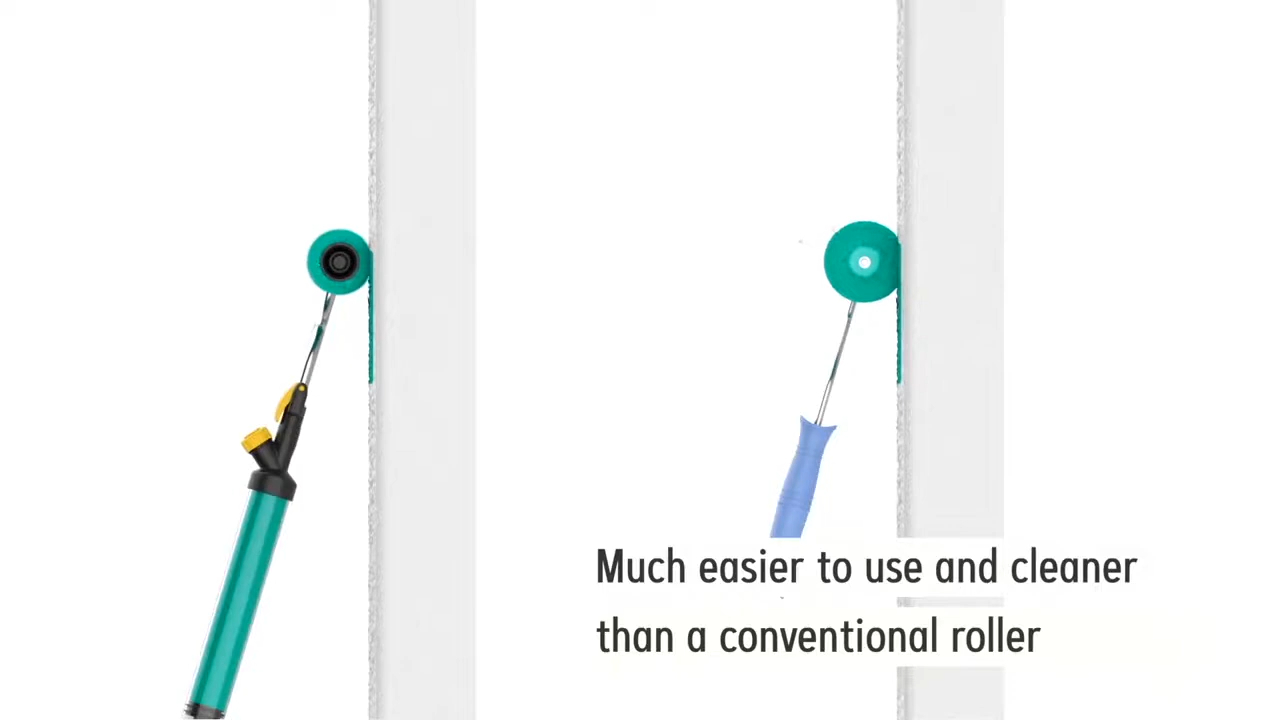 Much easier to use and cleaner
than a conventional roller